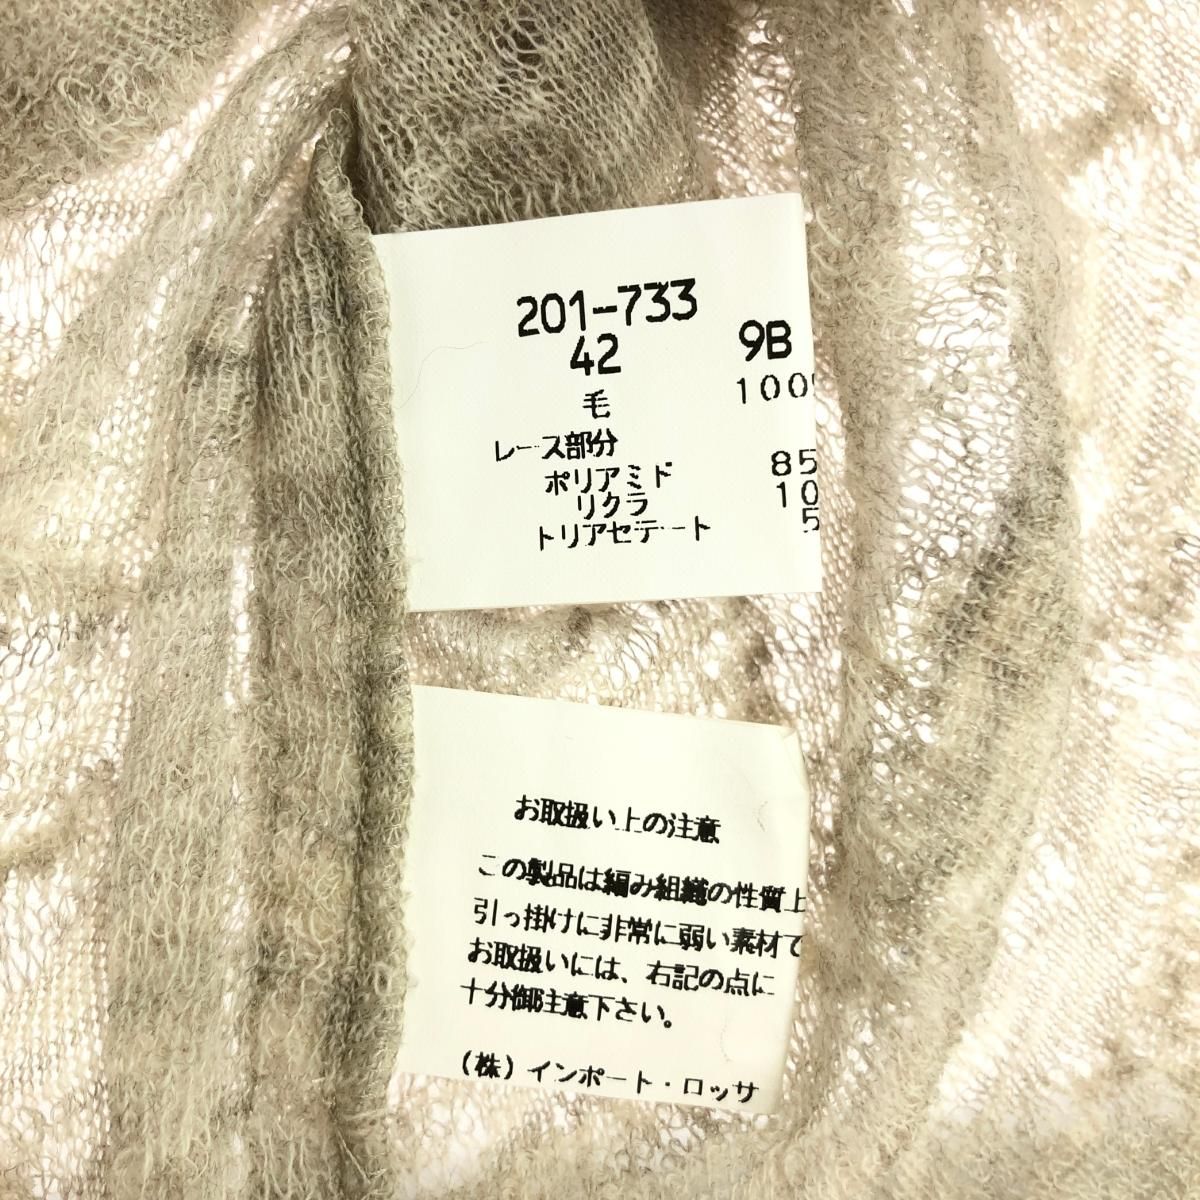 201-733
42 9B
毛 100
レース部分
ポリアミド 85
リクラ 10
トリアセテート 5
お取扱い上の注意
この製品は編み組織の性質上
引っ掛けに非常に弱い素材で
お取扱いには、右記の点に
十分御注意下さい。
(株)インポート・ロッサ